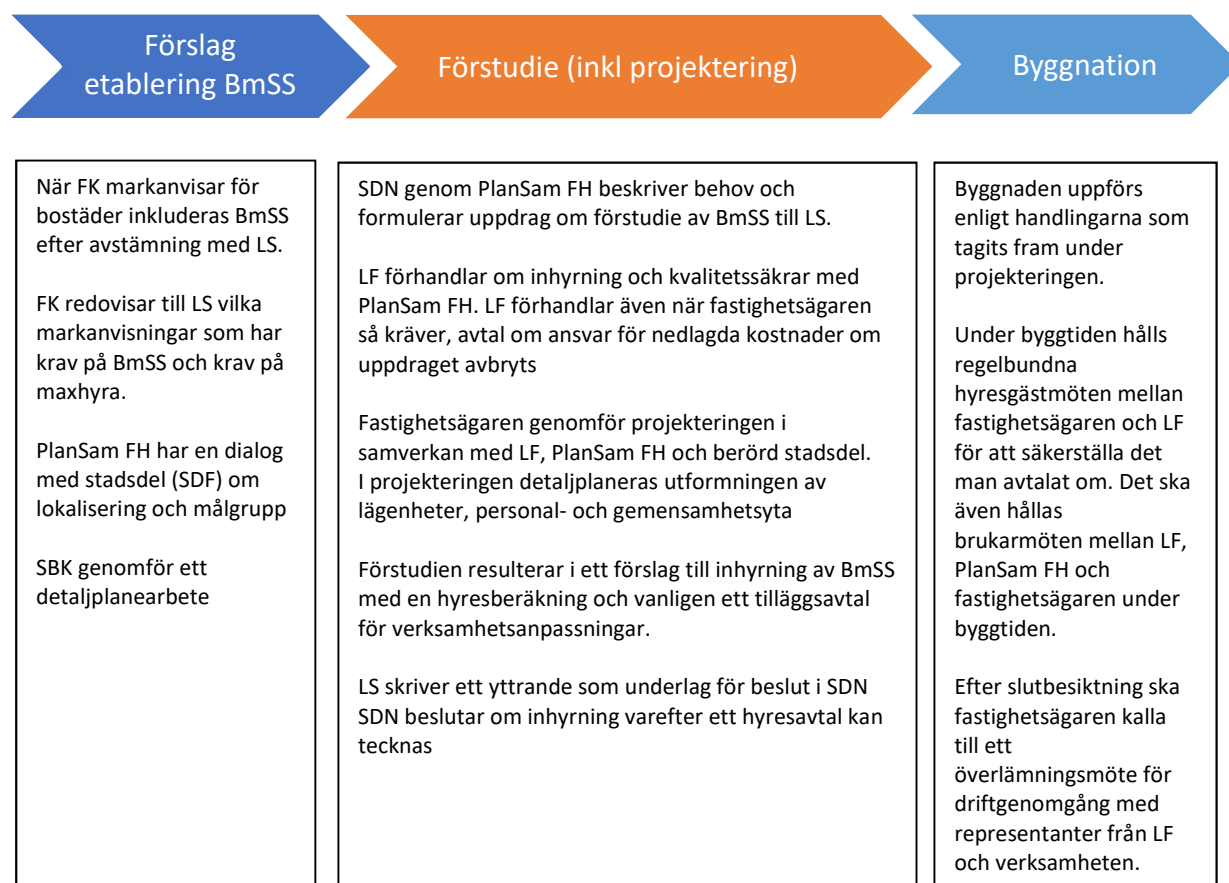 Förslag
etablering BmSS
Förstudie (inkl projektering)
Byggnation
När FK markanvisar för
bostäder inkluderas BmSS
efter avstämning med LS.
FK redovisar till LS vilka
markanvisningar som har
krav på BmSS och krav på
maxhyra.
PlanSam FH har en dialog
med stadsdel (SDF) om
lokalisering och målgrupp
SBK genomför ett
detaljplanearbete
SDN genom PlanSam FH beskriver behov och
formulerar uppdrag om förstudie av BmSS till LS.
LF förhandlar om inhyrning och kvalitetssäkrar med
PlanSam FH. LF förhandlar även när fastighetsägaren
så kräver, avtal om ansvar för nedlagda kostnader om
uppdraget avbryts
Fastighetsägaren genomför projekteringen i
samverkan med LF, PlanSam FH och berörd stadsdel.
I projekteringen detaljplaneras utformningen av
lägenheter, personal- och gemensamhetsyta
Förstudien resulterar i ett förslag till inhyrning av BmSS
med en hyresberäkning och vanligen ett tilläggsavtal
för verksamhetsanpassningar.
LS skriver ett yttrande som underlag för beslut i SDN
SDN beslutar om inhyrning varefter ett hyresavtal kan
tecknas
Byggnaden uppförs
enligt handlingarna som
tagits fram under
projekteringen.
Under byggtiden hålls
regelbundna
hyresgästmöten mellan
fastighetsägaren och LF
för att säkerställa det
man avtalat om. Det ska
även hållas
brukarmöten mellan LF,
PlanSam FH och
fastighetsägaren under
byggtiden.
Efter slutbesiktning ska
fastighetsägaren kalla
till ett
överlämningsmöte för
driftgenomgång med
representanter från LF
och verksamheten.